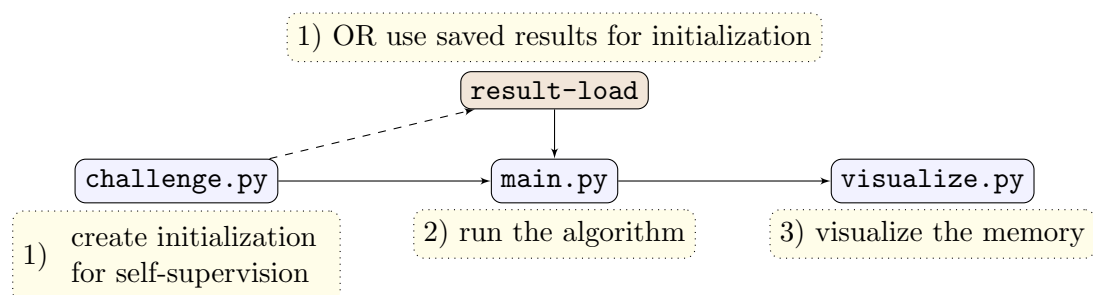 1) OR use saved results for initialization
result-load
challenge.py
main.py
visualize.py
1) create initialization
for self-supervision
2) run the algorithm
3) visualize the memory